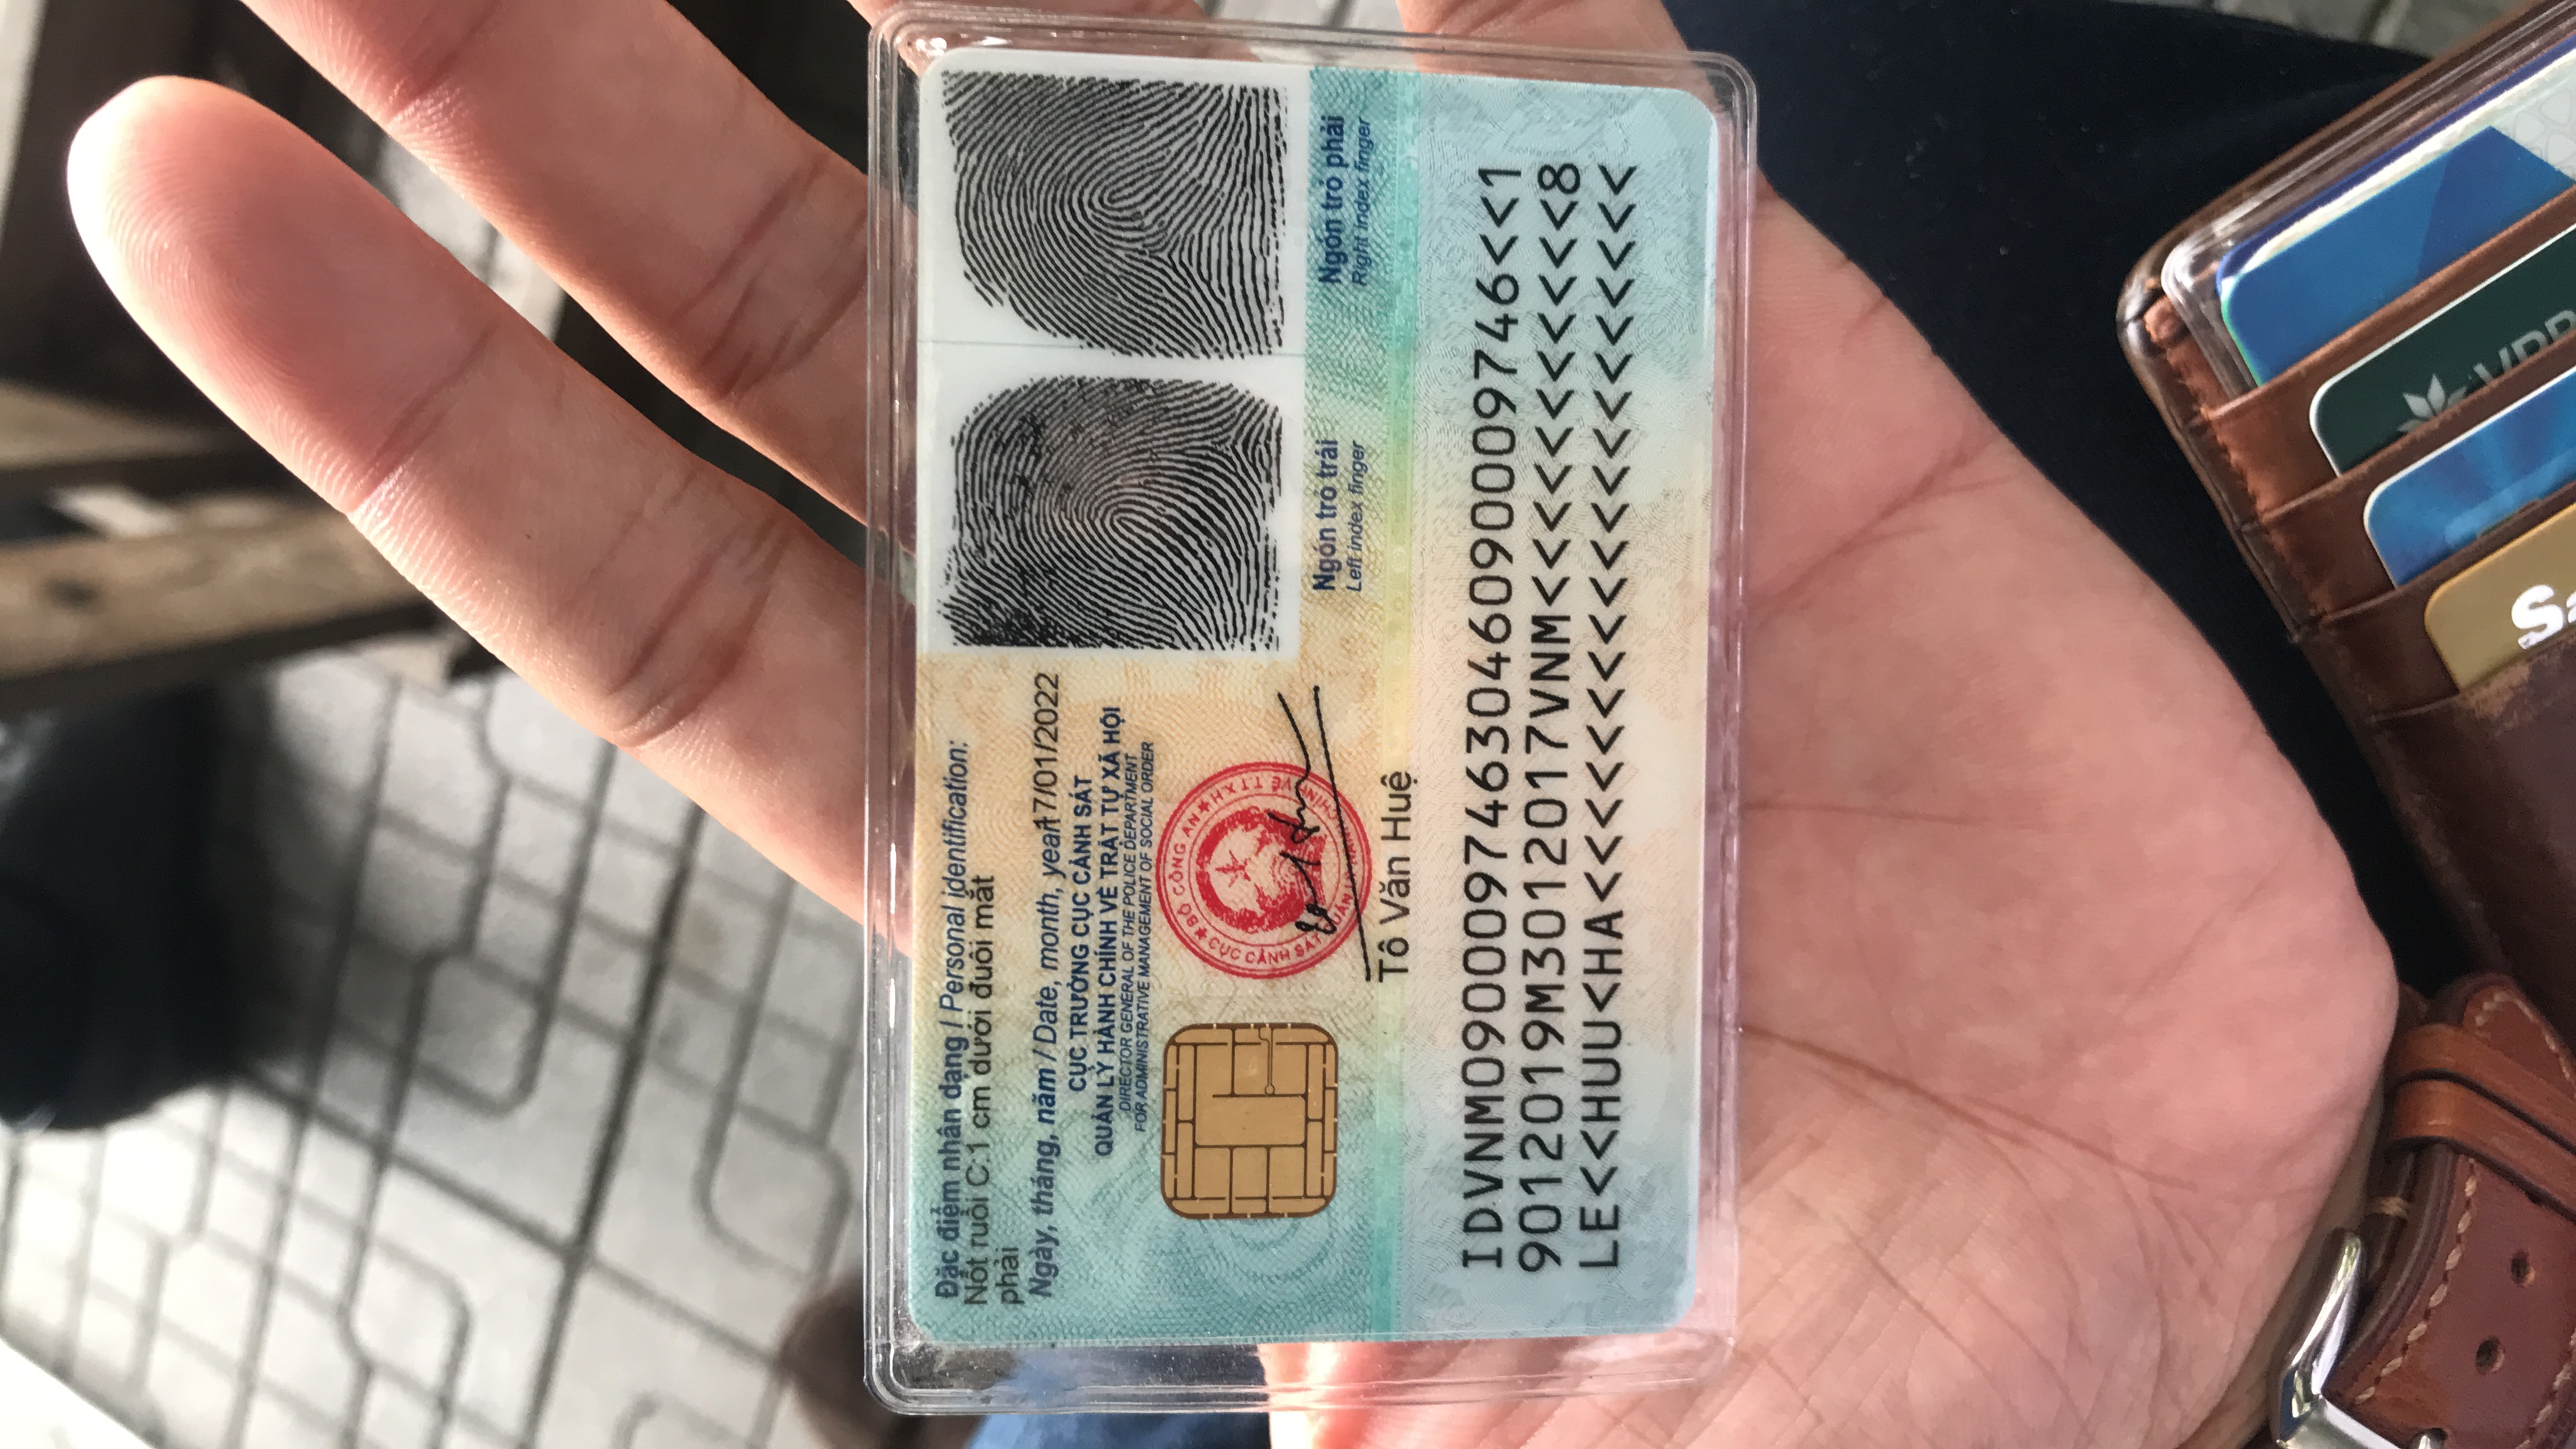 Đặc điểm nhân dạng / Personal identification:
Nốt ruồi C:1 cm dưới đuôi mắt
phải
Ngày, tháng, năm / Date, month, year: 17/01/2022
CỤC TRƯỞNG CỤC CẢNH SÁT
QUẢN LÝ HÀNH CHÍNH VỀ TRẬT TỰ XÃ HỘI
DIRECTOR GENERAL OF THE POLICE DEPARTMENT
FOR ADMINISTRATIVE MANAGEMENT OF SOCIAL ORDER
BỘ CÔNG AN
CỤC CẢNH SÁT QUẢN LÝ HÀNH CHÍNH VỀ TTXH
Tô Văn Huệ
Ngón trỏ trái
Left index finger
Ngón trỏ phải
Right index finger
IDVNM0900097463046090009746<<1
9012019M3012017VNM<<<<<<<<<<<8
LE<<HUU<HA<<<<<<<<<<<<<<<<<<<<